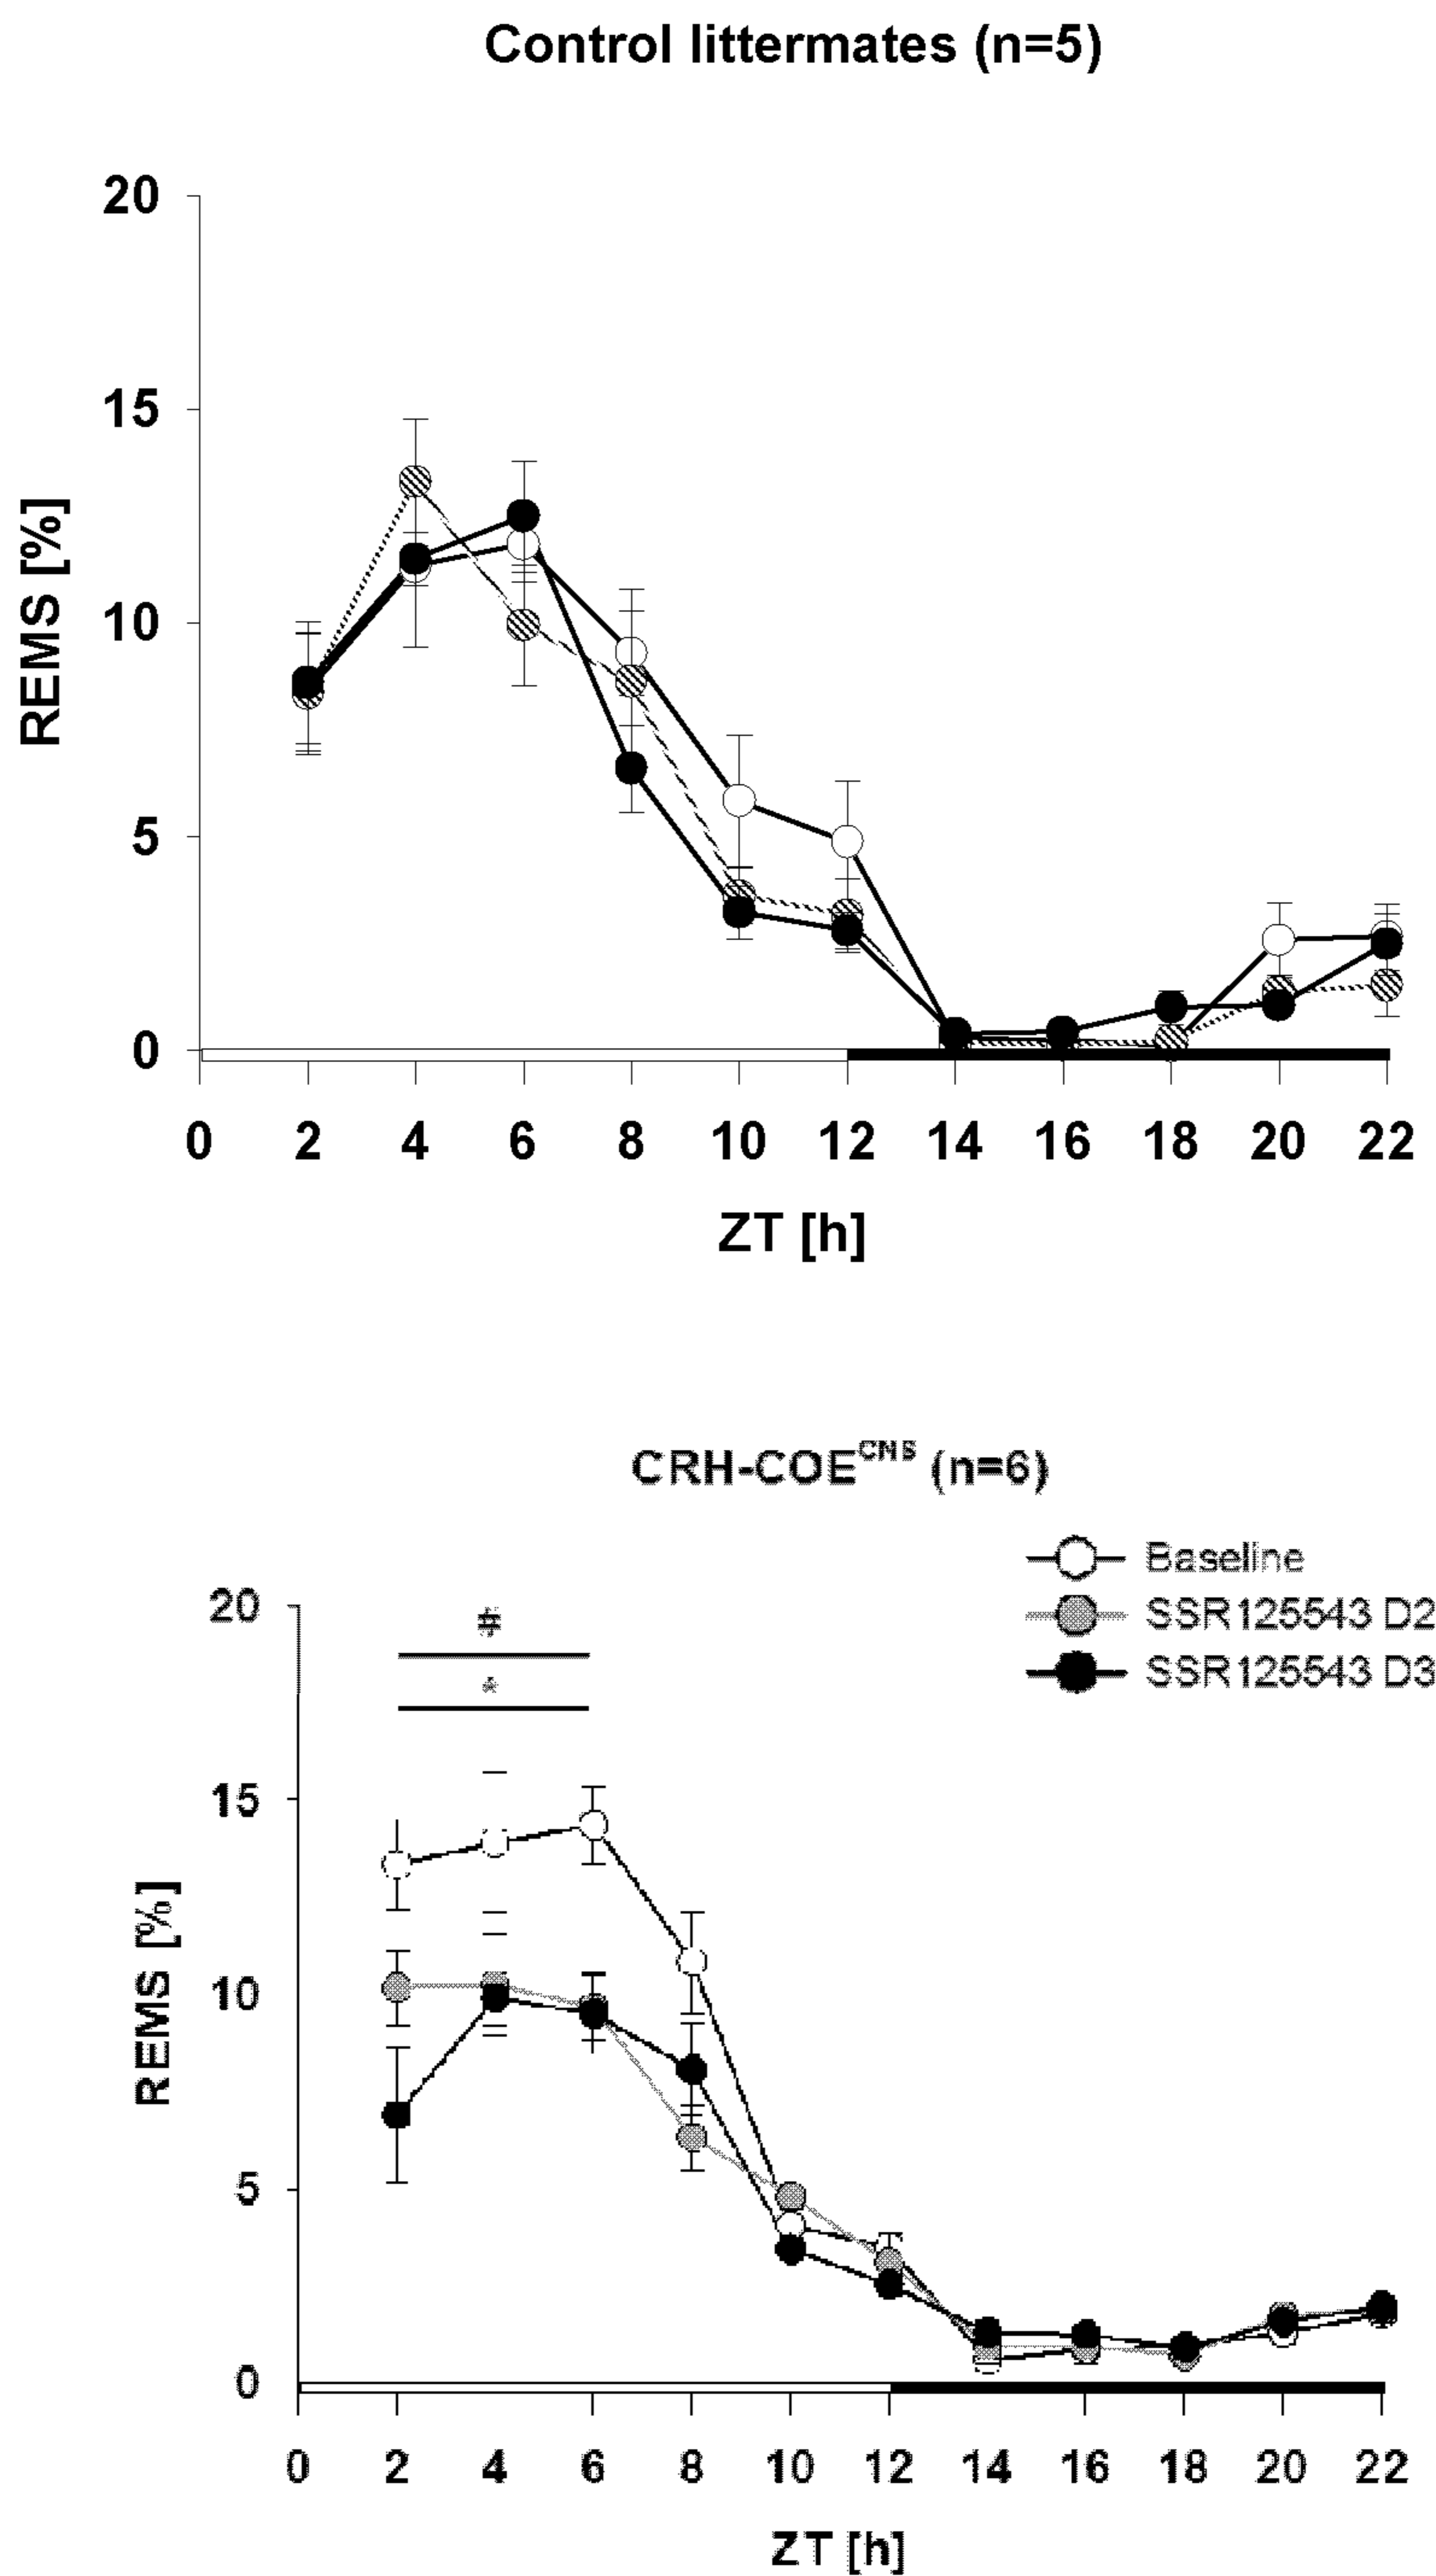 Control littermates (n=5)
20
15
10
5
0
REMS [%]
0 2 4 6 8 10 12 14 16 18 20 22
ZT [h]
CRH-COE^CNS (n=6)
Baseline
SSR125543 D2
SSR125543 D3
20
15
10
5
0
#
*
REMS [%]
0 2 4 6 8 10 12 14 16 18 20 22
ZT [h]